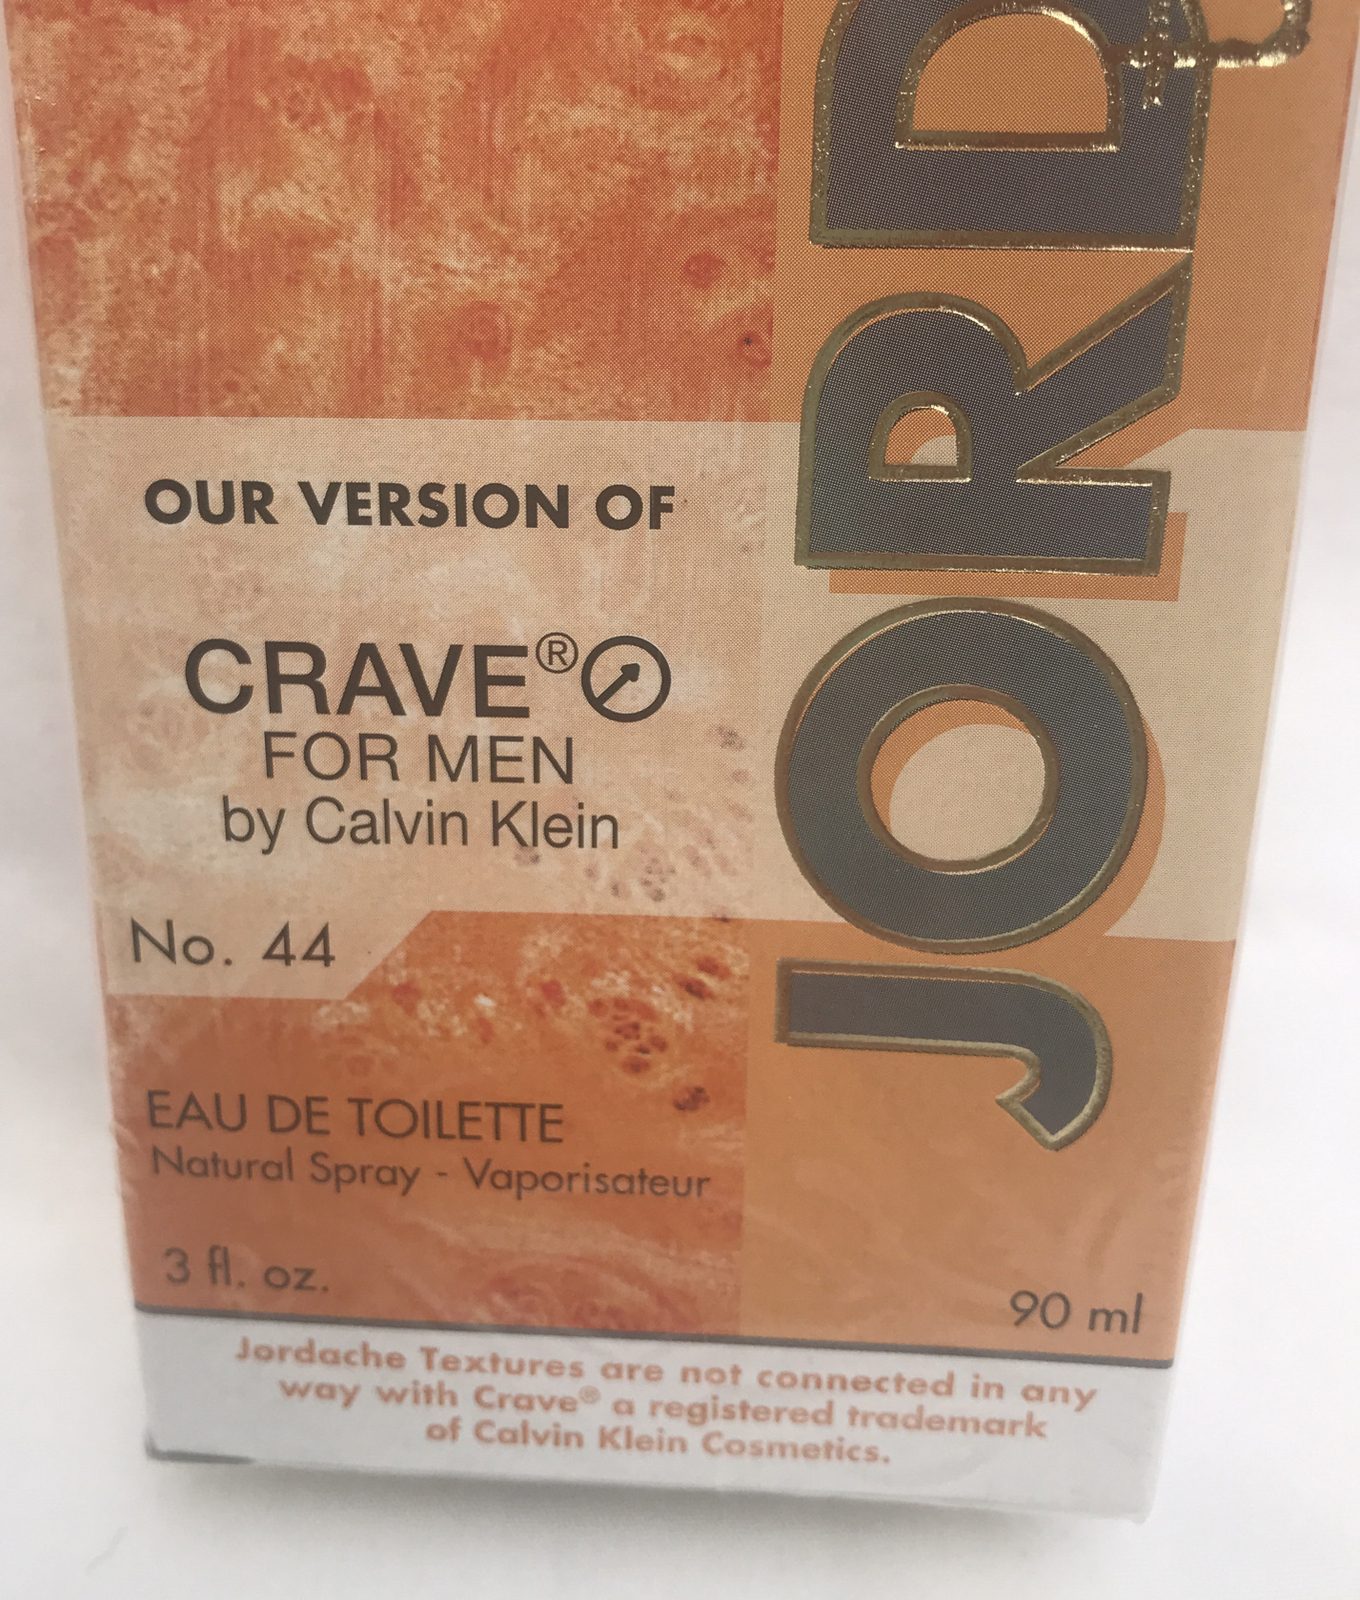 OUR VERSION OF
CRAVE®
FOR MEN
by Calvin Klein
No. 44
EAU DE TOILETTE
Natural Spray - Vaporisateur
3 fl. oz.
90 ml
JORD
Jordache Textures are not connected in any
way with Crave® a registered trademark
of Calvin Klein Cosmetics.